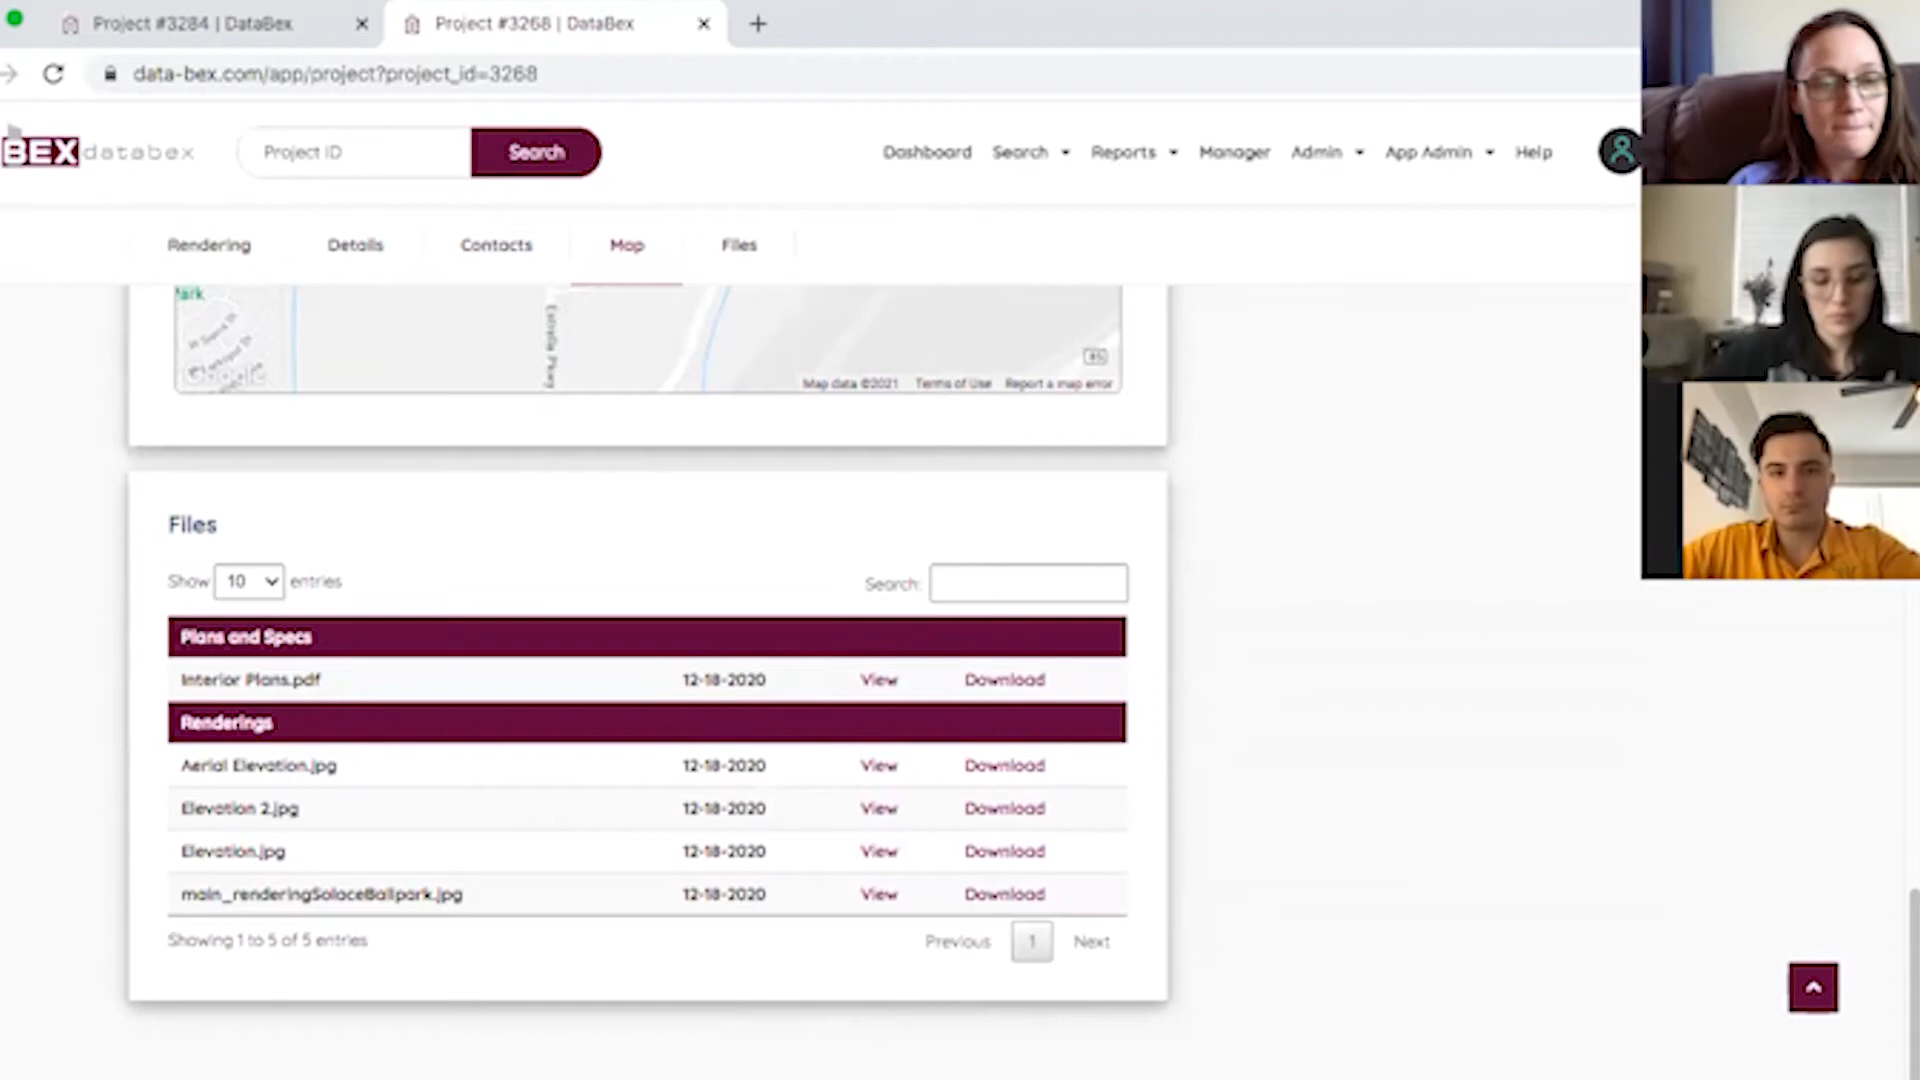 Project #3284 | DataBex
Project #3268 | DataBex
data-bex.com/app/project?project_id=3268
BEX databex
Project ID
Search
Dashboard Search Reports Manager Admin App Admin Help
Rendering Details Contacts Map Files
Park
Estrella Pkwy
Google
85
Map data ©2021 Terms of Use Report a map error
Files
Show 10 entries
Search:
Plans and Specs
Interior Plans.pdf 12-18-2020 View Download
Renderings
Aerial Elevation.jpg 12-18-2020 View Download
Elevation 2.jpg 12-18-2020 View Download
Elevation.jpg 12-18-2020 View Download
main_renderingSolaceBallpark.jpg 12-18-2020 View Download
Showing 1 to 5 of 5 entries
Previous 1 Next